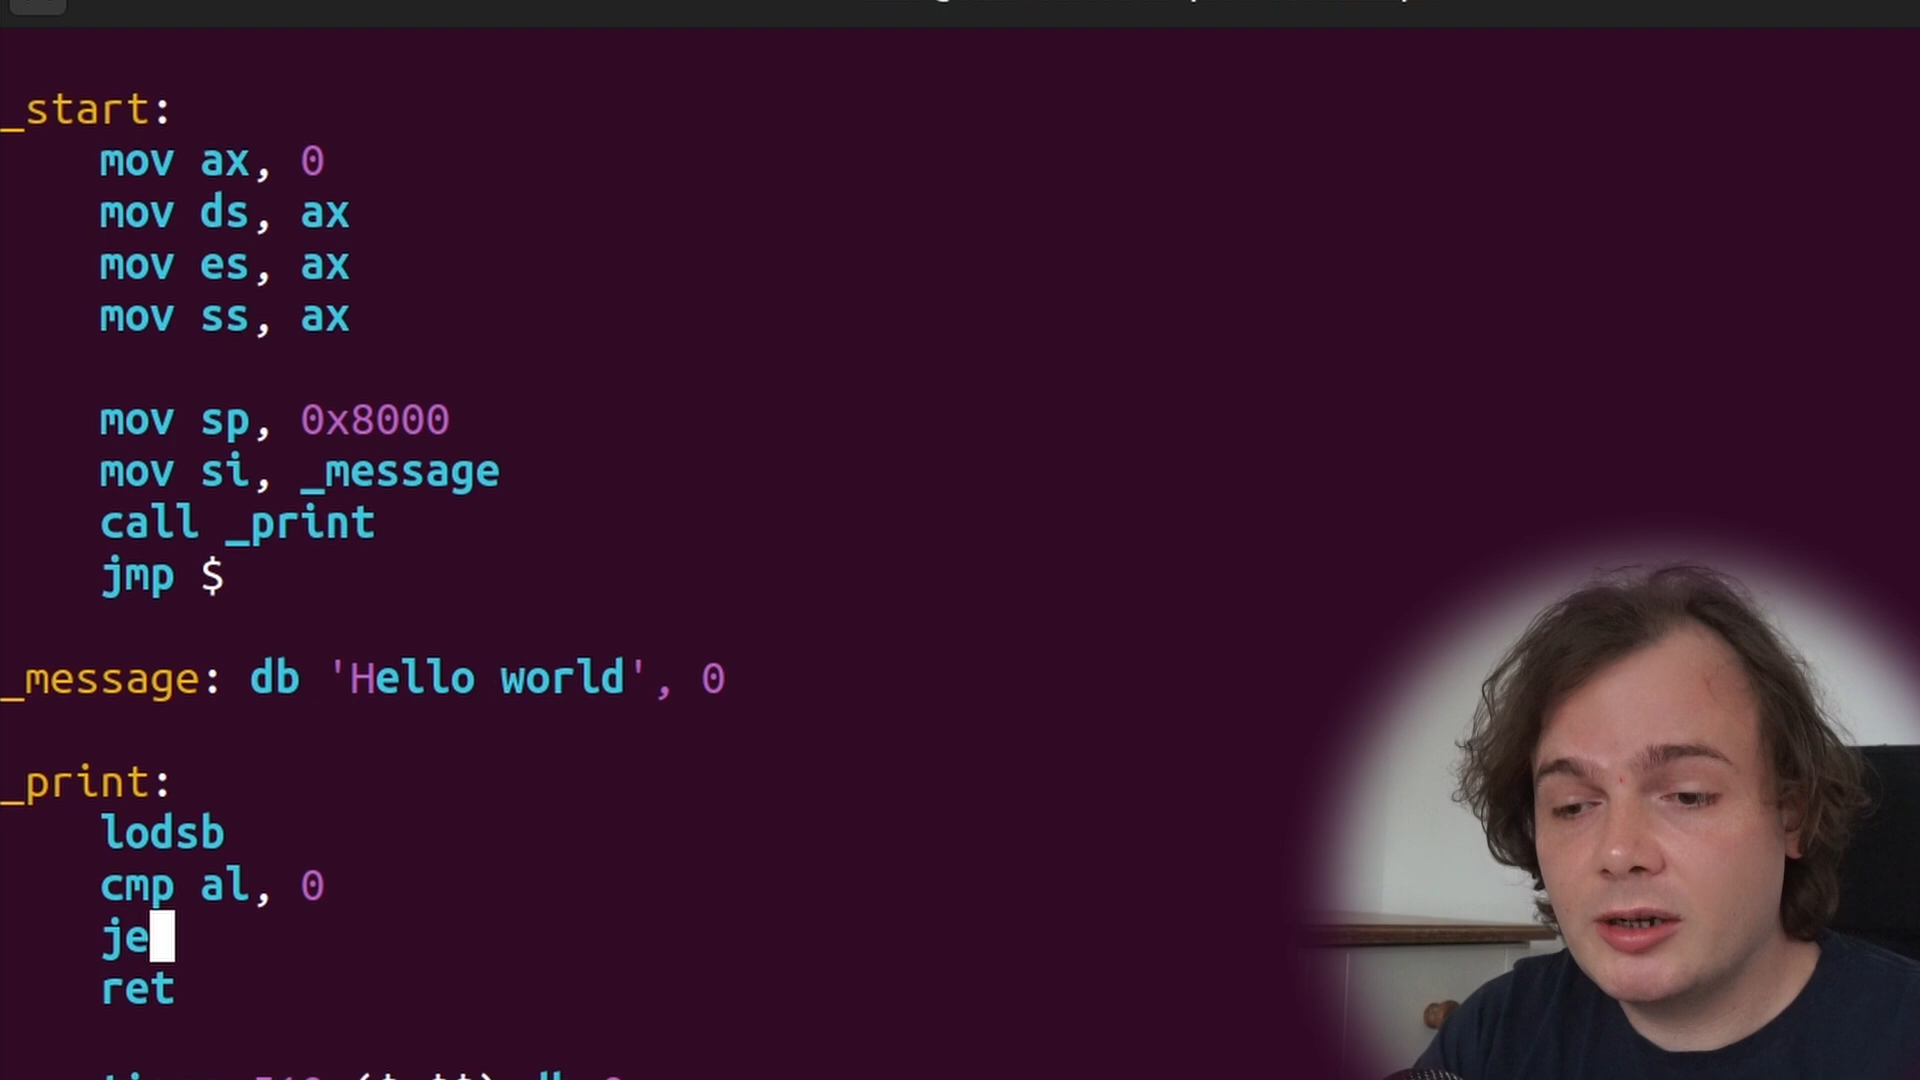 _start:
mov ax, 0
mov ds, ax
mov es, ax
mov ss, ax
mov sp, 0x8000
mov si, _message
call _print
jmp $
_message: db 'Hello world', 0
_print:
lodsb
cmp al, 0
je
ret